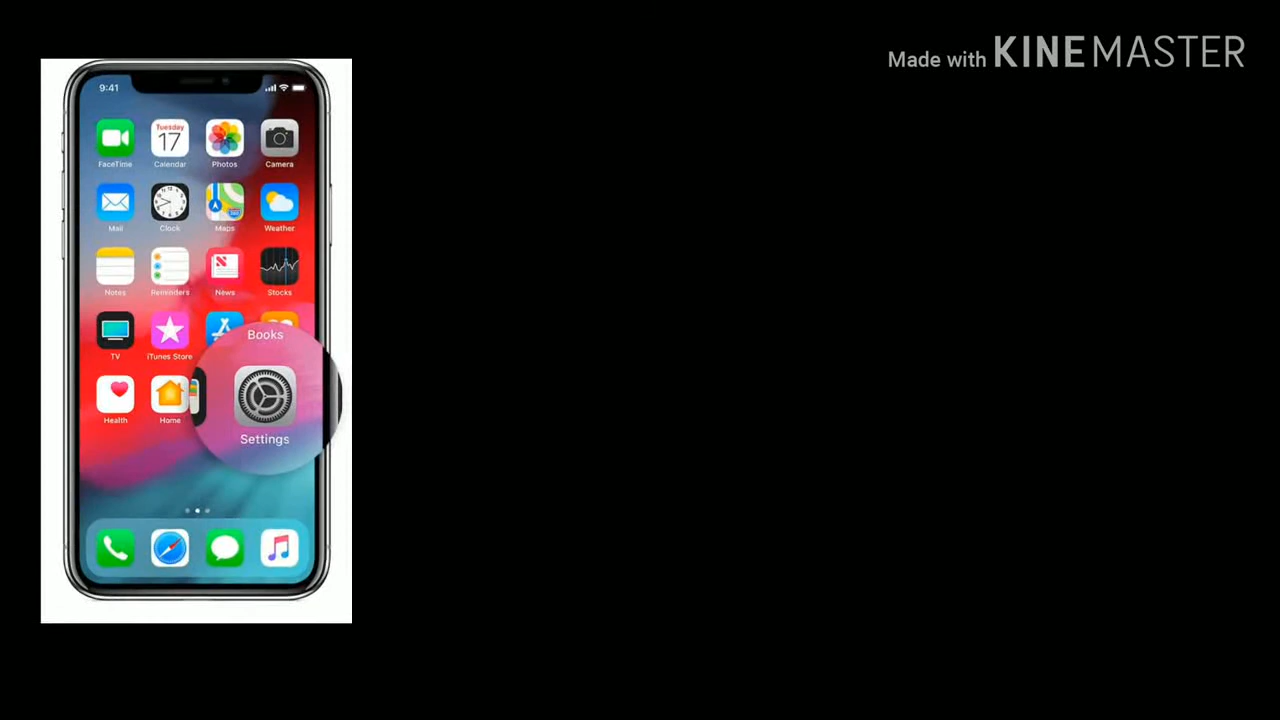 Made with KINEMASTER
9:41
Tuesday
17
FaceTime Calendar Photos Camera
Mail Clock Maps Weather
Notes Reminders News Stocks
TV iTunes Store
Books
Health Home
Settings